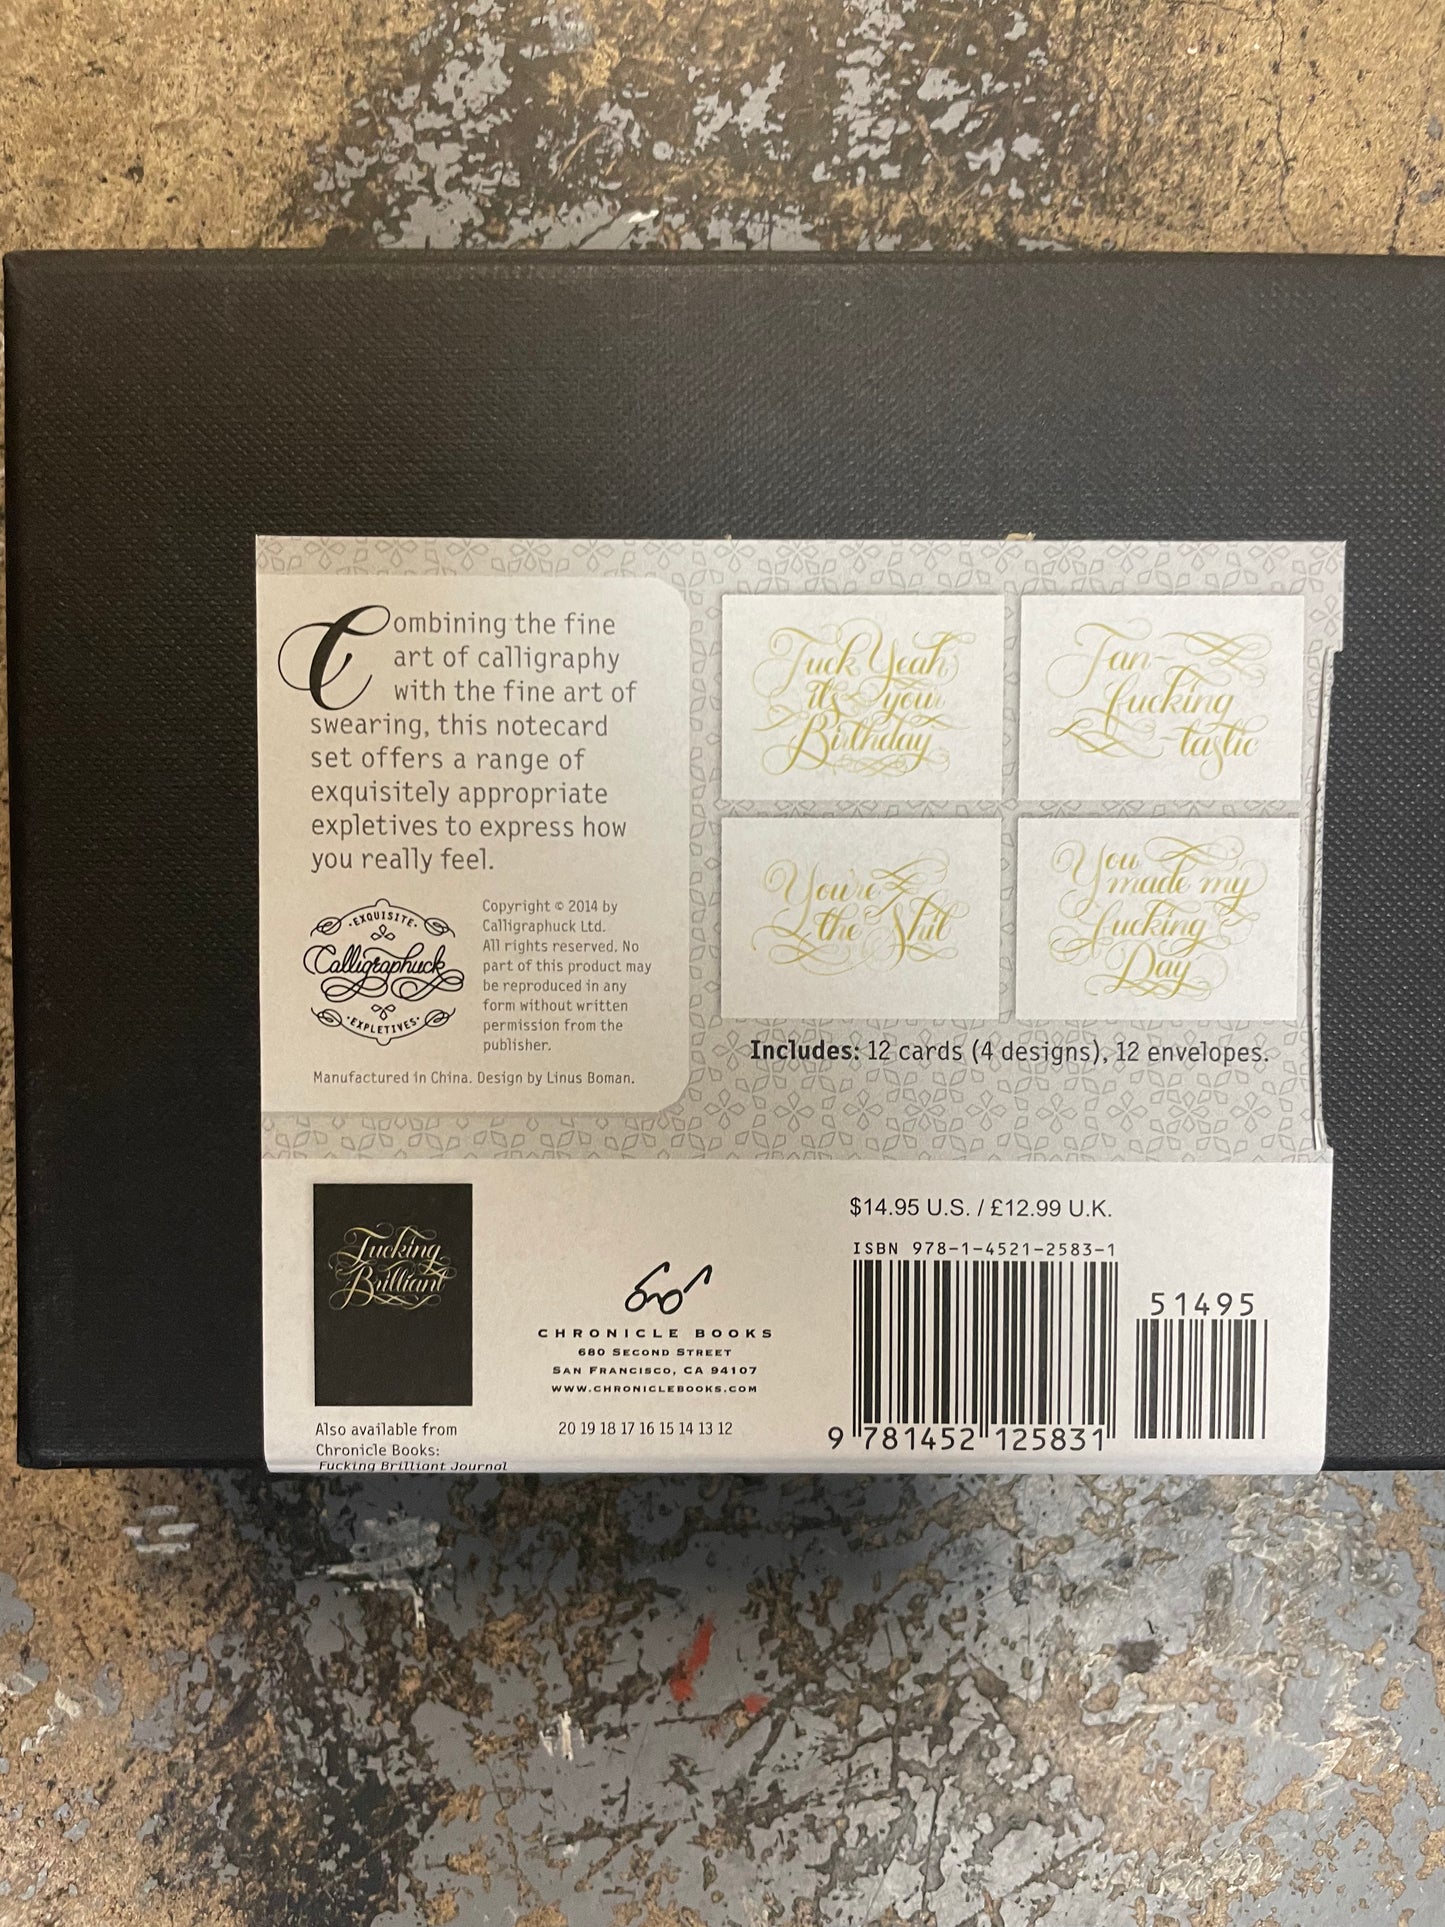 Combining the fine
art of calligraphy
with the fine art of
swearing, this notecard
set offers a range of
exquisitely appropriate
expletives to express how
you really feel.
·EXQUISITE·
Calligraphuck
·EXPLETIVES·
Copyright © 2014 by
Calligraphuck Ltd.
All rights reserved. No
part of this product may
be reproduced in any
form without written
permission from the
publisher.
Manufactured in China. Design by Linus Boman.
Fuck Yeah
it's your
Birthday
Fan-
fucking
-tastic
You're
the Shit
You
made my
fucking
Day
Includes: 12 cards (4 designs), 12 envelopes.
Fucking
Brilliant
Also available from
Chronicle Books:
Fucking Brilliant Journal
CHRONICLE BOOKS
680 SECOND STREET
SAN FRANCISCO, CA 94107
WWW.CHRONICLEBOOKS.COM
20 19 18 17 16 15 14 13 12
$14.95 U.S. / £12.99 U.K.
ISBN 978-1-4521-2583-1
51495
9 781452 125831